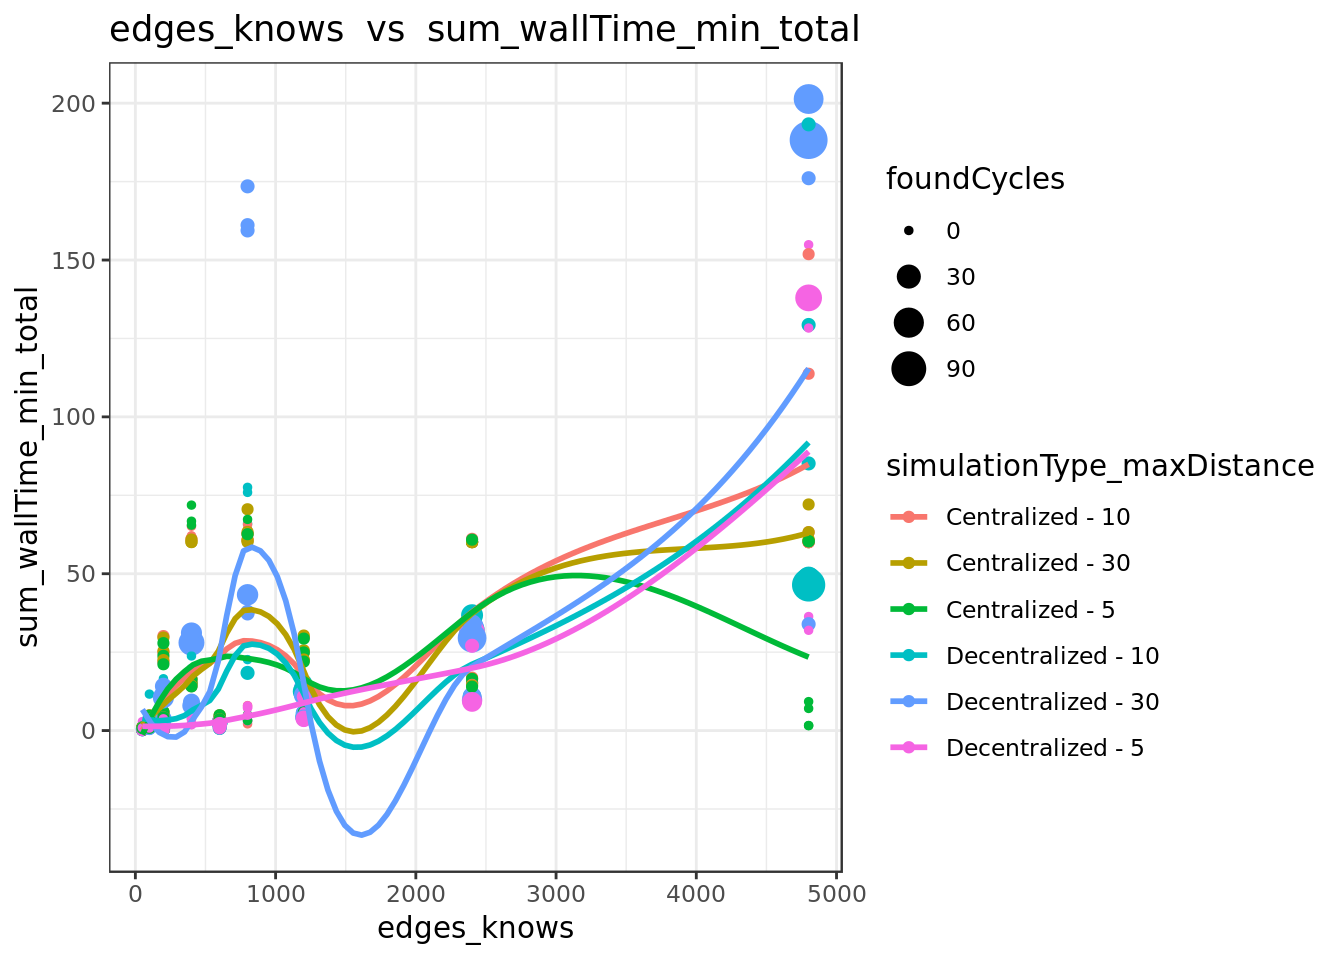 edges_knows vs sum_wallTime_min_total
sum_wallTime_min_total
200
150
100
50
0
0 1000 2000 3000 4000 5000
edges_knows
foundCycles
0
30
60
90
simulationType_maxDistance
Centralized - 10
Centralized - 30
Centralized - 5
Decentralized - 10
Decentralized - 30
Decentralized - 5